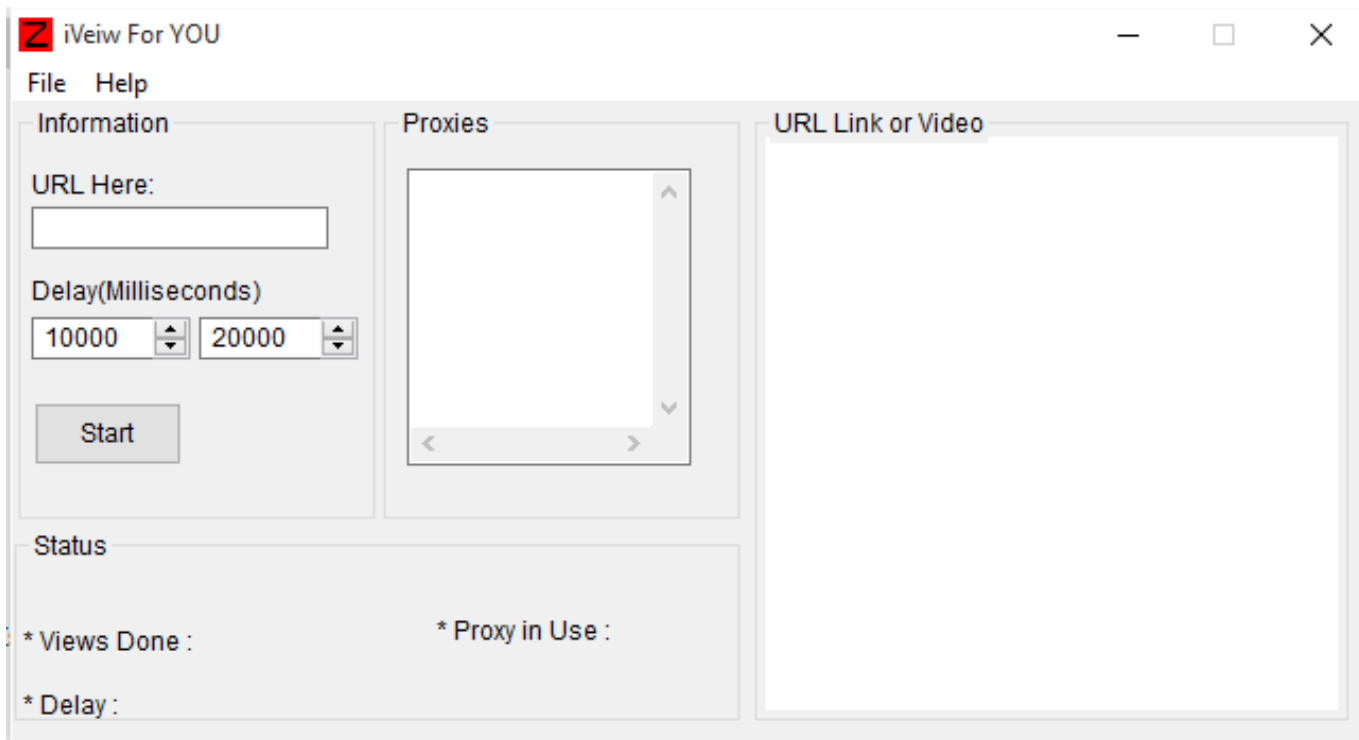 Z iVeiw For YOU
File Help
Information
URL Here:
Delay(Milliseconds)
10000 20000
Start
Proxies
URL Link or Video
Status
* Views Done :
* Proxy in Use :
* Delay :